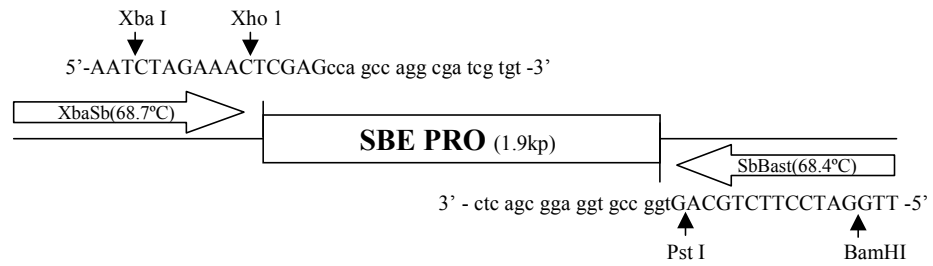 Xba I Xho 1
5’-AATCTAGAAACTCGAGcca gcc agg cga tcg tgt -3’
XbaSb(68.7ºC)
SBE PRO (1.9kp)
SbBast(68.4ºC)
3’ - ctc agc gga ggt gcc ggtGACGTCTTCCTAGGTT -5’
Pst I BamHI